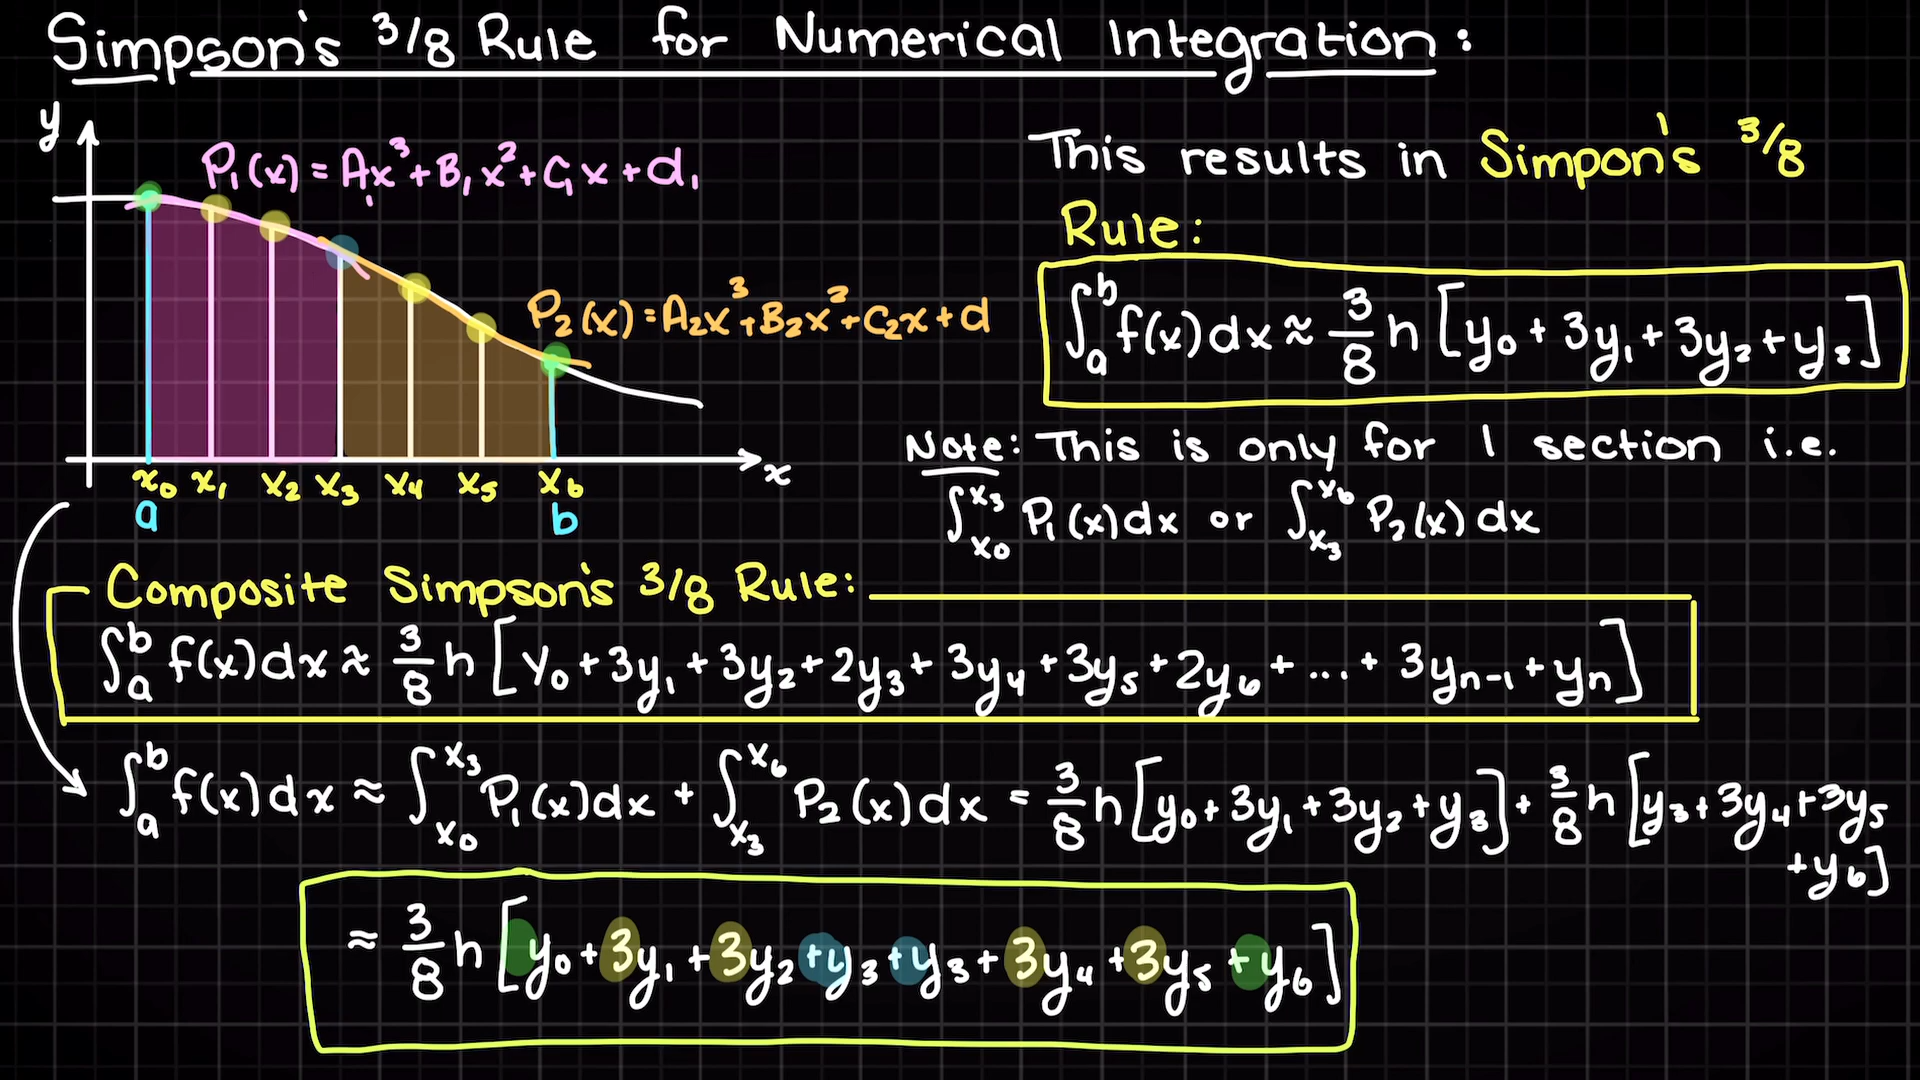 Simpson's 3/8 Rule for Numerical Integration:
y
P₁(x) = A₁x³ + B₁x² + C₁x + d₁
P₂(x) = A₂x³ + B₂x² + C₂x + d
x₀ x₁ x₂ x₃ x₄ x₅ x₆ x
a b
This results in Simpon's 3/8
Rule:
∫ₐᵇ f(x)dx ≈ 3/8 h [y₀ + 3y₁ + 3y₂ + y₃]
Note: This is only for 1 section i.e.
∫_{x₀}^{x₃} P₁(x)dx or ∫_{x₃}^{x₆} P₂(x)dx
Composite Simpson's 3/8 Rule:
∫ₐᵇ f(x)dx ≈ 3/8 h [y₀ + 3y₁ + 3y₂ + 2y₃ + 3y₄ + 3y₅ + 2y₆ + ... + 3yₙ₋₁ + yₙ]
∫ₐᵇ f(x)dx ≈ ∫_{x₀}^{x₃} P₁(x)dx + ∫_{x₃}^{x₆} P₂(x)dx = 3/8 h [y₀ + 3y₁ + 3y₂ + y₃] + 3/8 h [y₃ + 3y₄ + 3y₅
+ y₆]
≈ 3/8 h [y₀ + 3y₁ + 3y₂ + y₃ + y₃ + 3y₄ + 3y₅ + y₆]